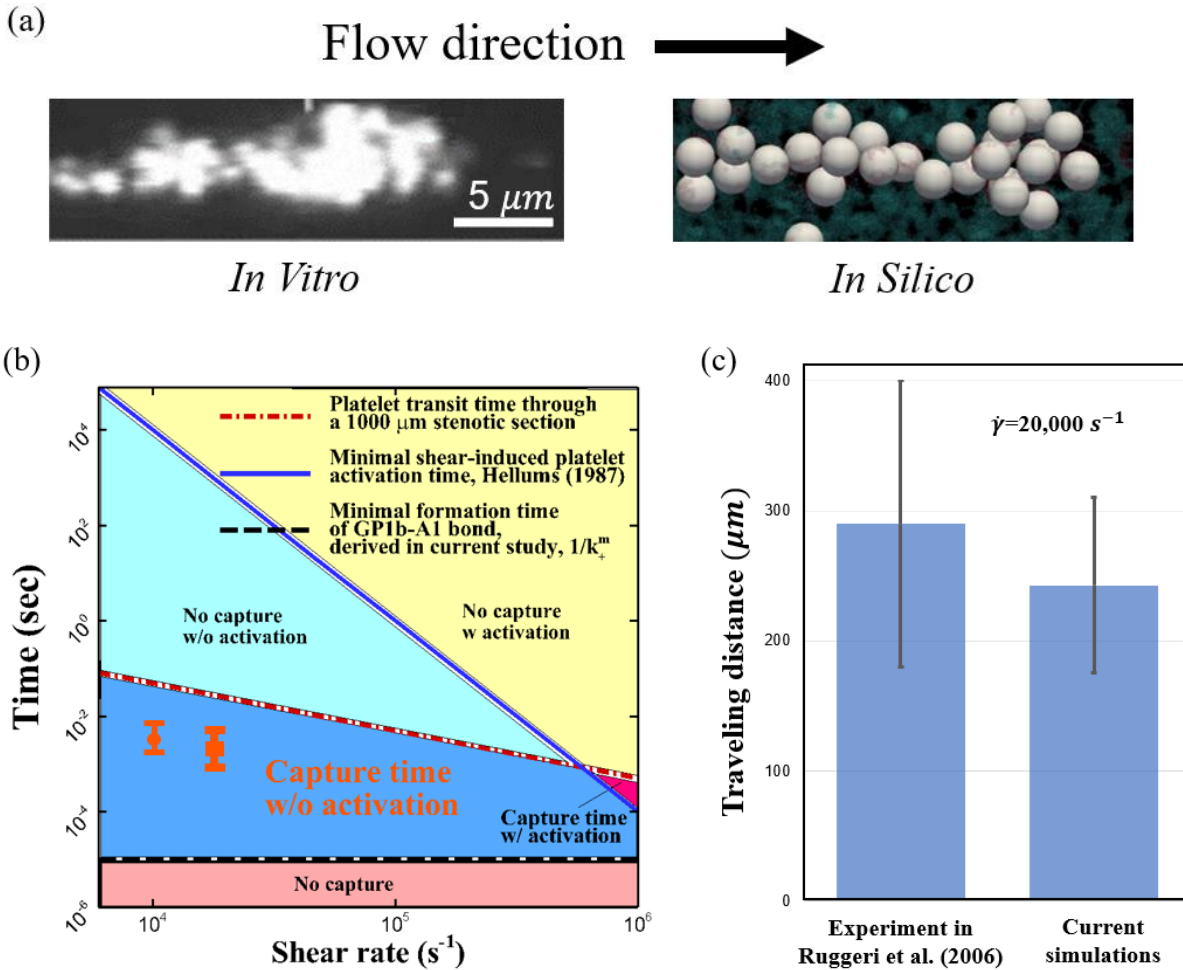 (a)
Flow direction
5 μm
In Vitro
In Silico
(b)
Platelet transit time through
a 1000 μm stenotic section
Minimal shear-induced platelet
activation time, Hellums (1987)
Minimal formation time
of GP1b-A1 bond,
derived in current study, 1/k₊ᵐ
No capture
w/o activation
No capture
w activation
Capture time
w/o activation
Capture time
w/ activation
No capture
Time (sec)
10⁴
10²
10⁰
10⁻²
10⁻⁴
10⁻⁶
10⁴
10⁵
10⁶
Shear rate (s⁻¹)
(c)
γ̇=20,000 s⁻¹
Traveling distance (μm)
400
300
200
100
0
Experiment in
Ruggeri et al. (2006)
Current
simulations